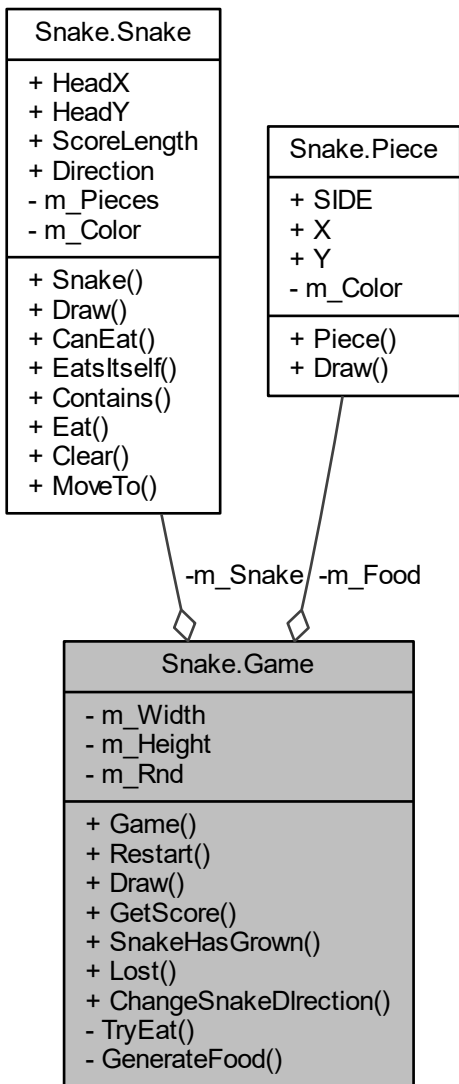 Snake.Snake
+ HeadX
+ HeadY
+ ScoreLength
+ Direction
- m_Pieces
- m_Color
+ Snake()
+ Draw()
+ CanEat()
+ EatsItself()
+ Contains()
+ Eat()
+ Clear()
+ MoveTo()
Snake.Piece
+ SIDE
+ X
+ Y
- m_Color
+ Piece()
+ Draw()
-m_Snake
-m_Food
Snake.Game
- m_Width
- m_Height
- m_Rnd
+ Game()
+ Restart()
+ Draw()
+ GetScore()
+ SnakeHasGrown()
+ Lost()
+ ChangeSnakeDIrection()
- TryEat()
- GenerateFood()